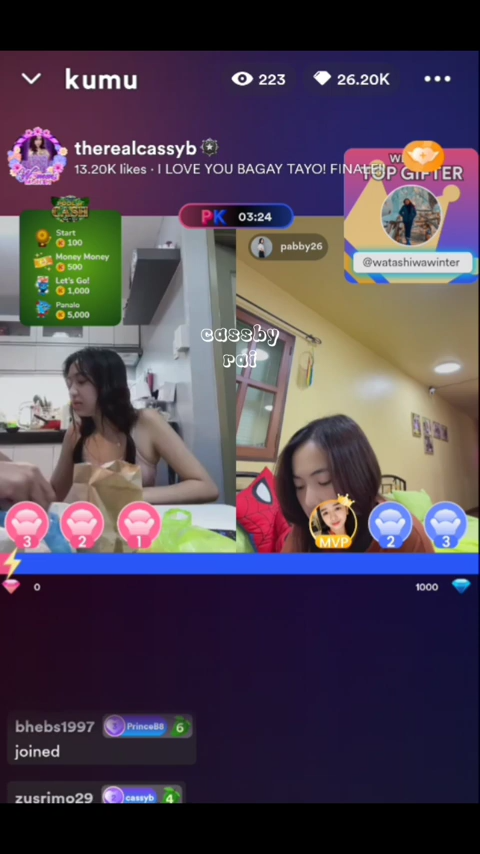 kumu
223
26.20K
therealcassyb
13.20K likes · I LOVE YOU BAGAY TAYO! FINALE!!
TOP GIFTER
@watashiwawinter
PK 03:24
pabby26
Start
100
Money Money
500
Let's Go!
1,000
Panalo
5,000
cassby
rai
3
2
1
MVP
2
3
0
1000
bhebs1997 PrinceB8 6
joined
zusrimo29 cassyb 4